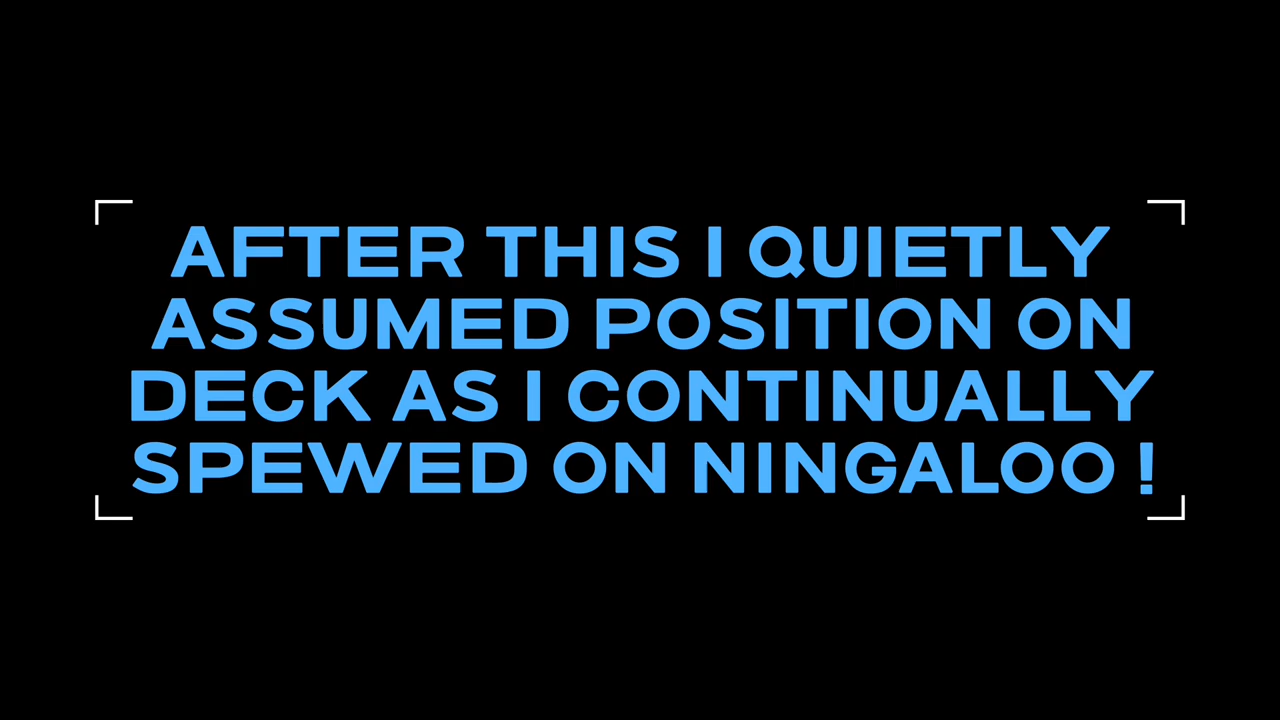 AFTER THIS I QUIETLY
ASSUMED POSITION ON
DECK AS I CONTINUALLY
SPEWED ON NINGALOO !